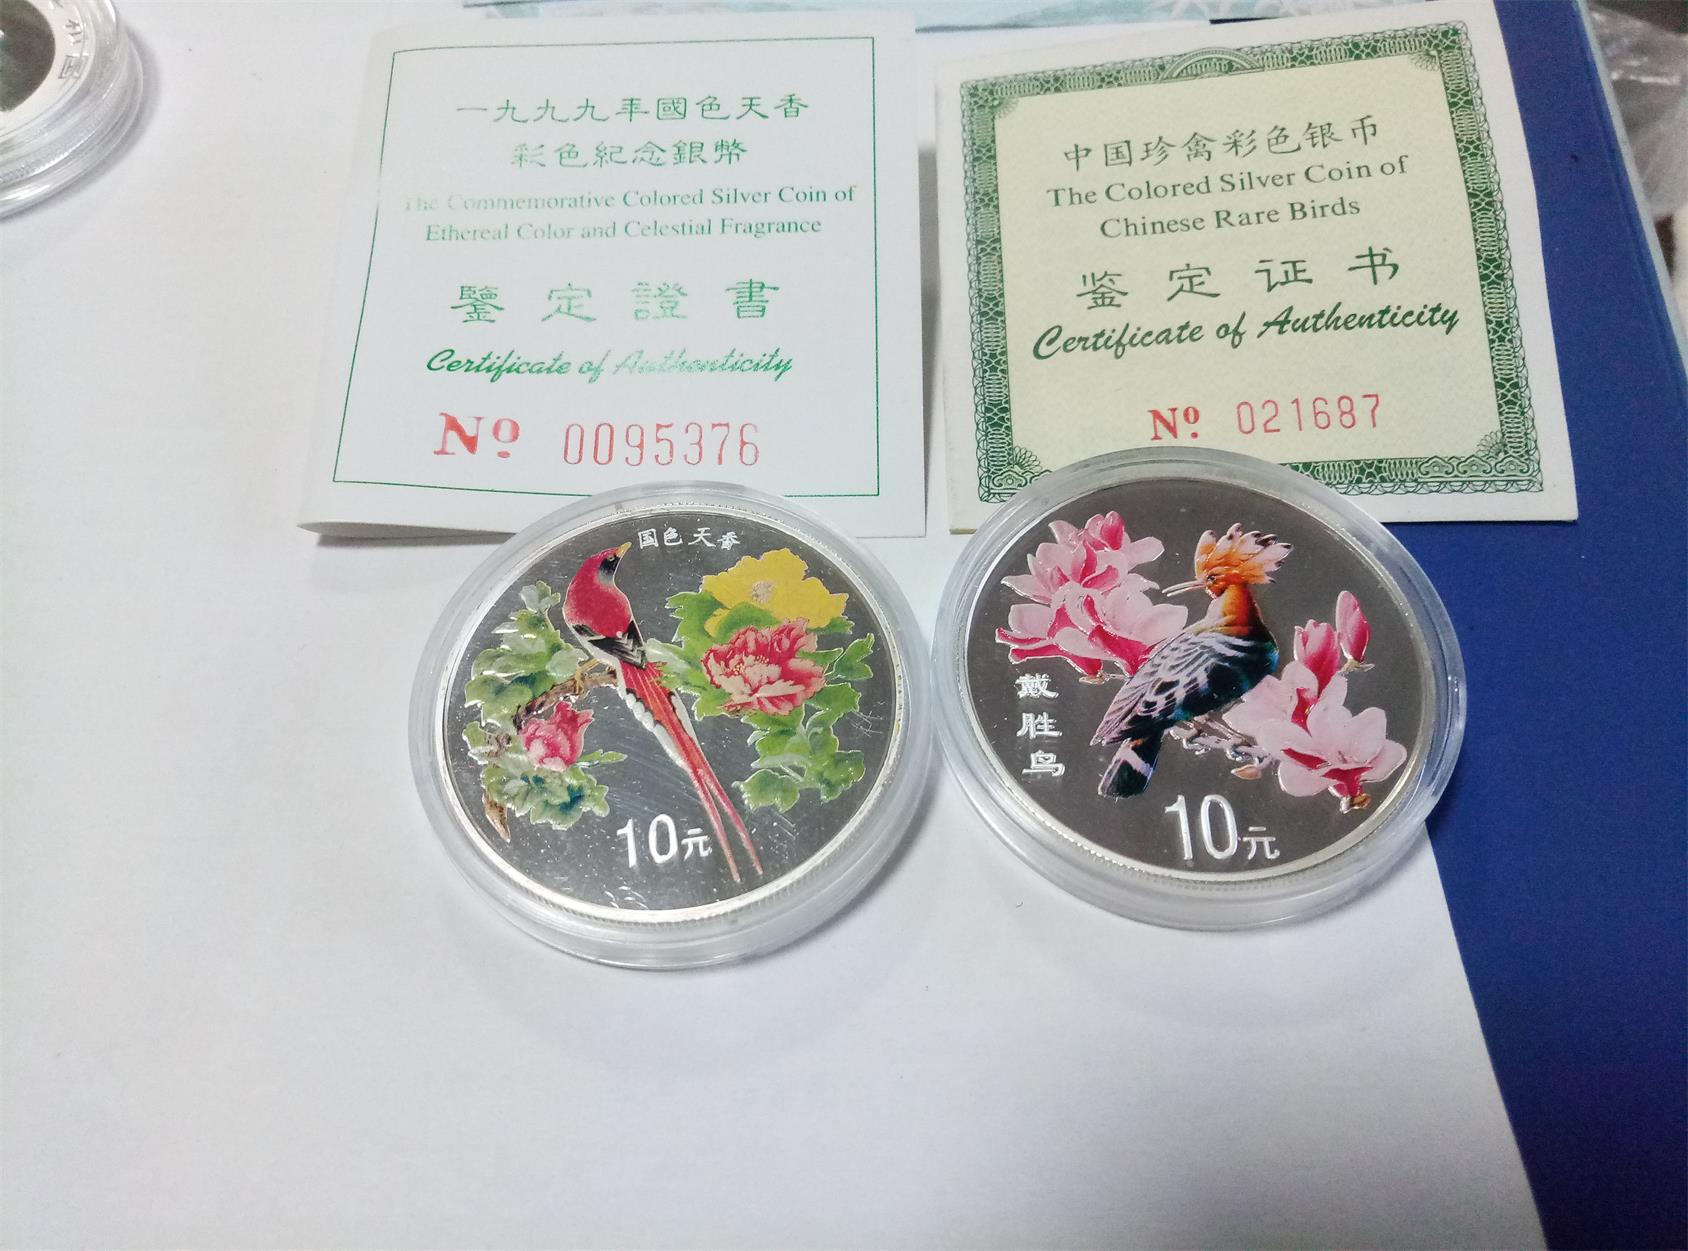 一九九九年國色天香
彩色紀念銀幣
The Commemorative Colored Silver Coin of
Ethereal Color and Celestial Fragrance
鑒定證書
Certificate of Authenticity
Nº 0095376
中国珍禽彩色银币
The Colored Silver Coin of
Chinese Rare Birds
鉴定证书
Certificate of Authenticity
Nº 021687
国色天香
10元
戴胜鸟
10元
中国